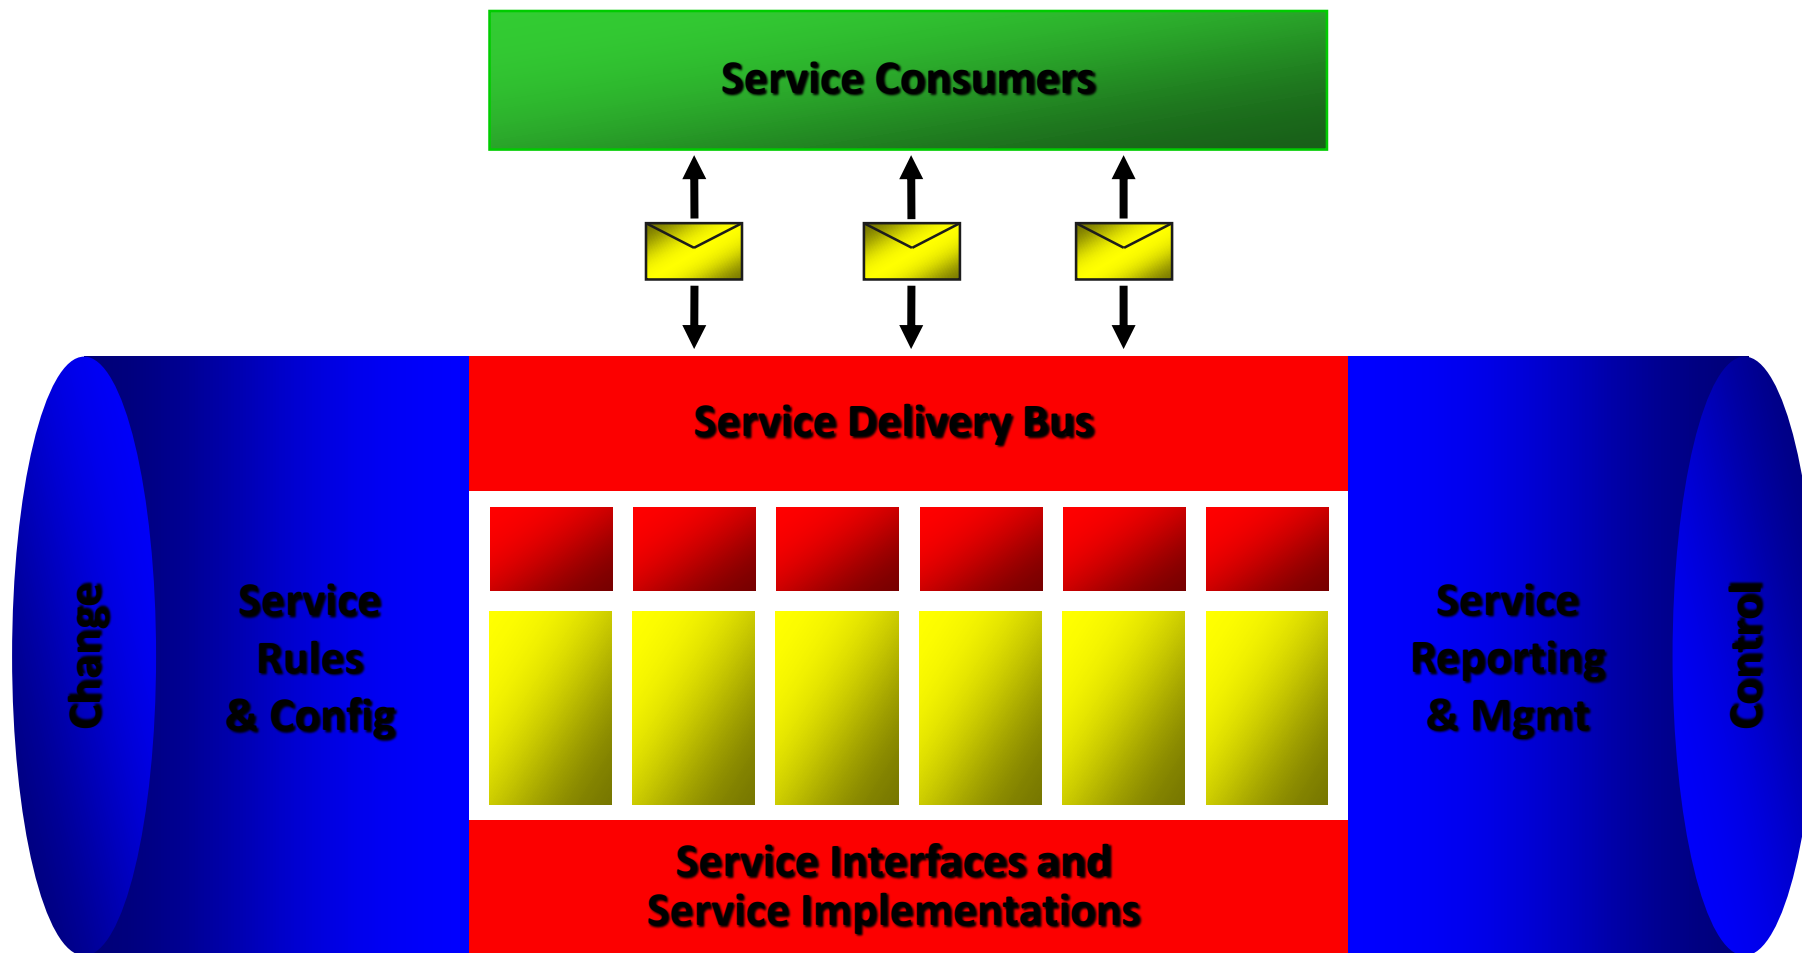 Service Consumers
Service Delivery Bus
Change
Service
Rules
& Config
Service
Reporting
& Mgmt
Control
Service Interfaces and
Service Implementations